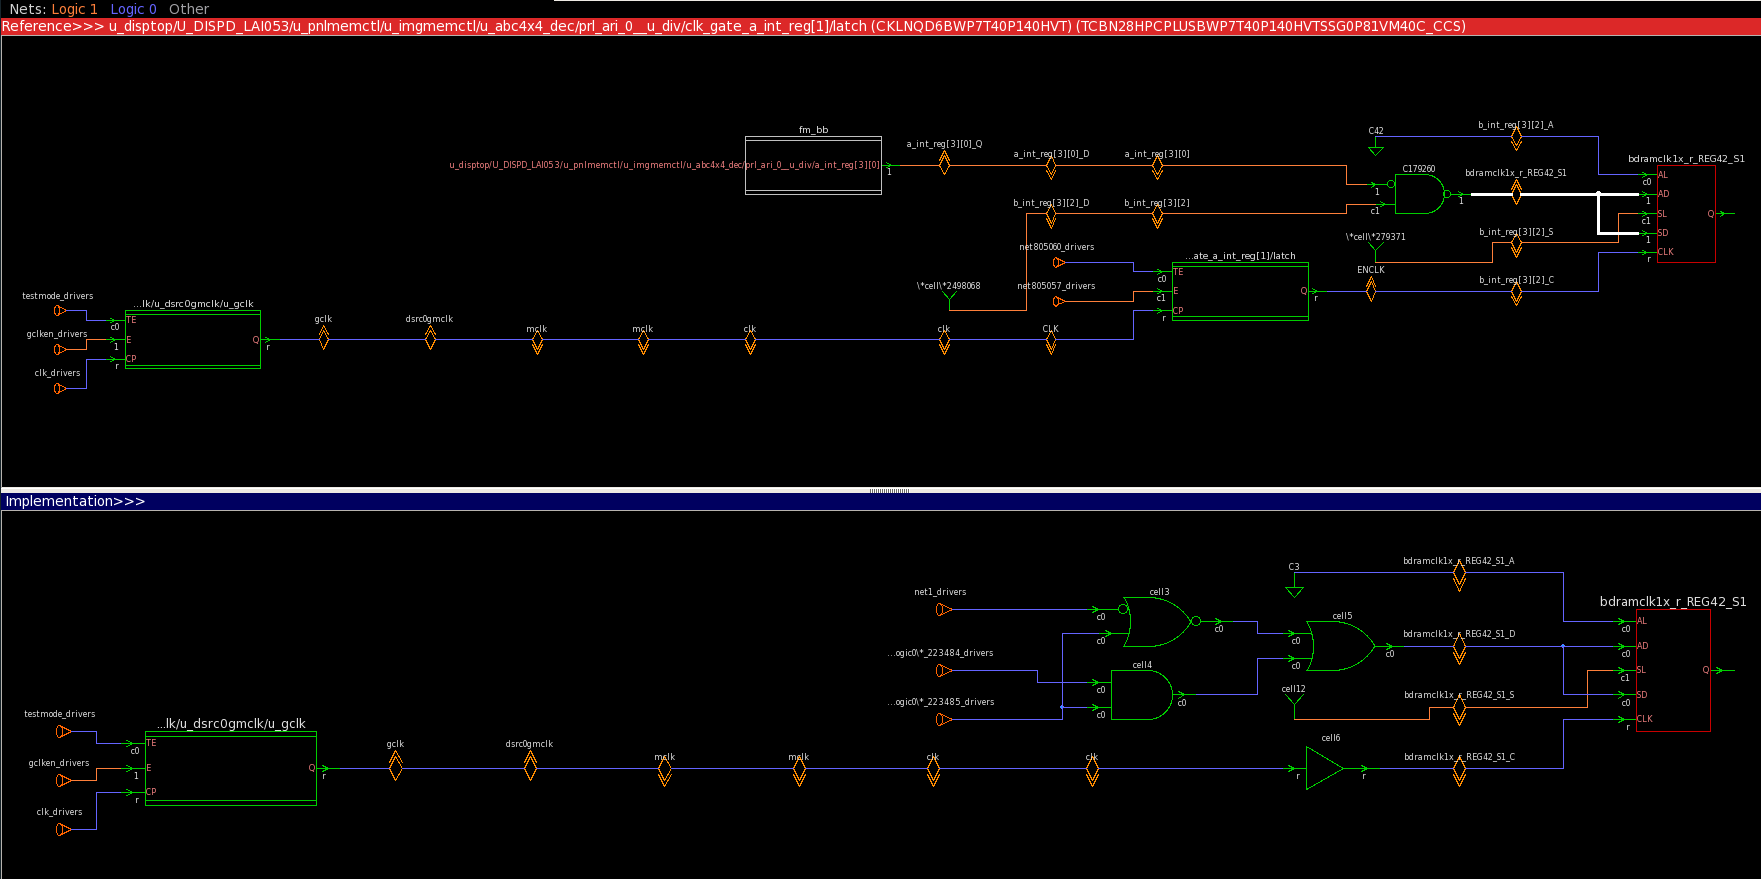 Nets: Logic 1 Logic 0 Other
Reference>>> u_disptop/U_DISPD_LAI053/u_pnlmemctl/u_imgmemctl/u_abc4x4_dec/prl_ari_0__u_div/clk_gate_a_int_reg[1]/latch (CKLNQD6BWP7T40P140HVT) (TCBN28HPCPLUSBWP7T40P140HVTSSG0P81VM40C_CCS)
fm_bb
u_disptop/U_DISPD_LAI053/u_pnlmemctl/u_imgmemctl/u_abc4x4_dec/prl_ari_0__u_div/a_int_reg[3][0]
1
a_int_reg[3][0]_Q
a_int_reg[3][0]_D
a_int_reg[3][0]
b_int_reg[3][2]_D
b_int_reg[3][2]
C42
b_int_reg[3][2]_A
C179260
1
c1
1
bdramclk1x_r_REG42_S1
bdramclk1x_r_REG42_S1
AL
c0
AD
1
SL
c1
SD
1
CLK
r
Q
\*cell\*279371
b_int_reg[3][2]_S
ENCLK
b_int_reg[3][2]_C
net805060_drivers
net805057_drivers
...ate_a_int_reg[1]/latch
TE
c0
E
c1
CP
r
Q
r
\*cell\*2498068
testmode_drivers
gclken_drivers
clk_drivers
...lk/u_dsrc0gmclk/u_gclk
TE
c0
E
1
CP
r
Q
r
gclk
dsrc0gmclk
mclk
mclk
clk
clk
CLK
Implementation>>>
net1_drivers
...ogic0\*_223484_drivers
...ogic0\*_223485_drivers
cell3
c0
c0
c0
cell4
c0
c0
c0
C3
cell5
c0
c0
c0
cell12
bdramclk1x_r_REG42_S1_A
bdramclk1x_r_REG42_S1_D
bdramclk1x_r_REG42_S1_S
bdramclk1x_r_REG42_S1_C
bdramclk1x_r_REG42_S1
AL
c0
AD
c0
SL
c1
SD
c0
CLK
r
Q
testmode_drivers
gclken_drivers
clk_drivers
...lk/u_dsrc0gmclk/u_gclk
TE
c0
E
1
CP
r
Q
r
gclk
dsrc0gmclk
mclk
mclk
clk
clk
cell6
r
r